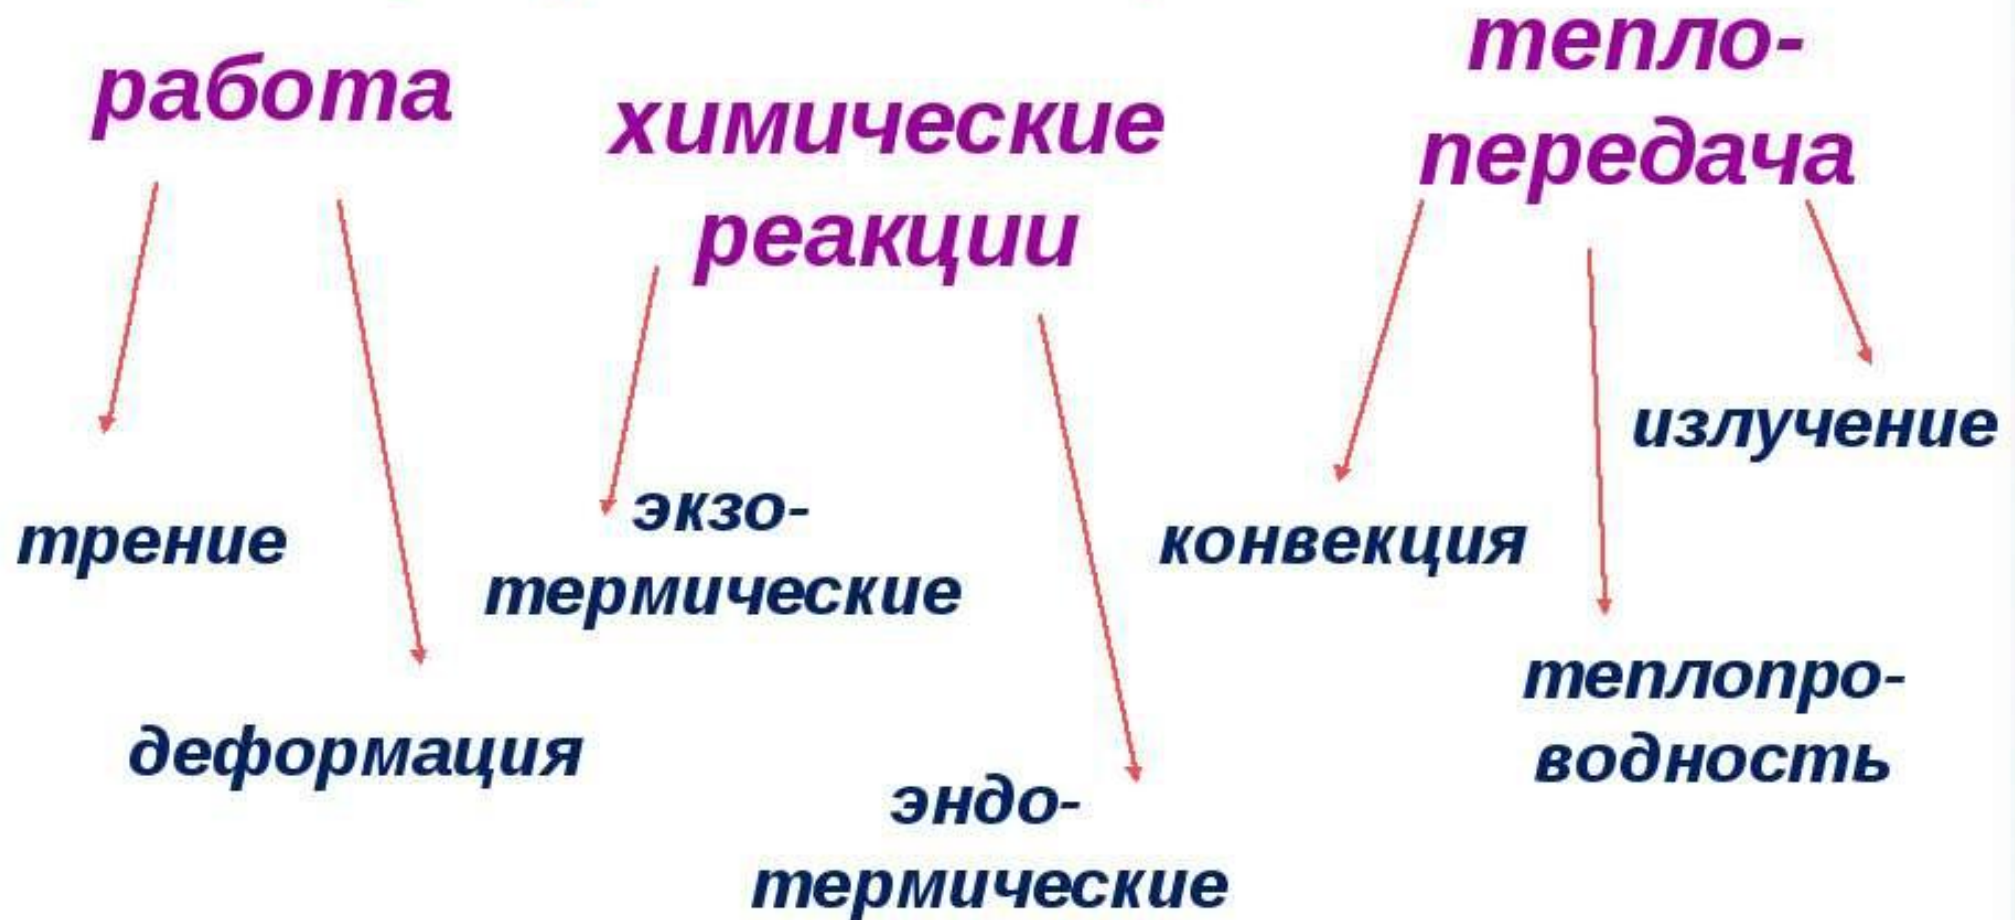 работа
химические
реакции
тепло-
передача
трение
деформация
экзо-
термические
эндо-
термические
конвекция
теплопро-
водность
излучение